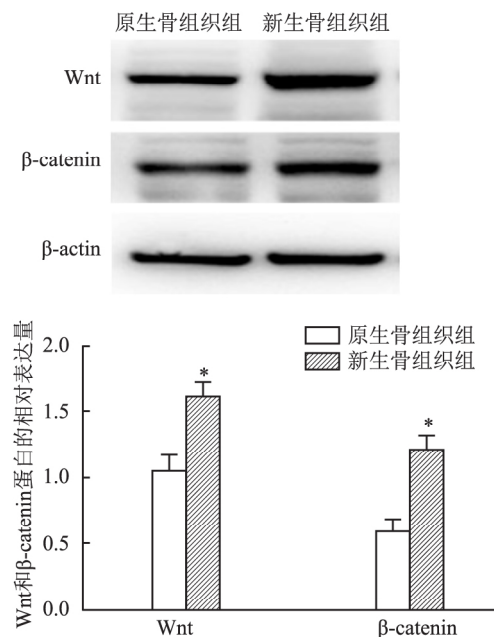 原生骨组织组 新生骨组织组
Wnt
β-catenin
β-actin
Wnt和β-catenin蛋白的相对表达量
2.0
1.5
1.0
0.5
0.0
原生骨组织组
新生骨组织组
*
*
Wnt β-catenin